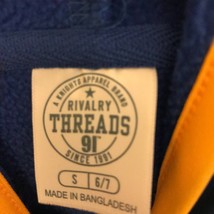 A KNIGHTS APPAREL BRAND
RIVALRY
THREADS
91
SINCE 1991
S 6/7
MADE IN BANGLADESH